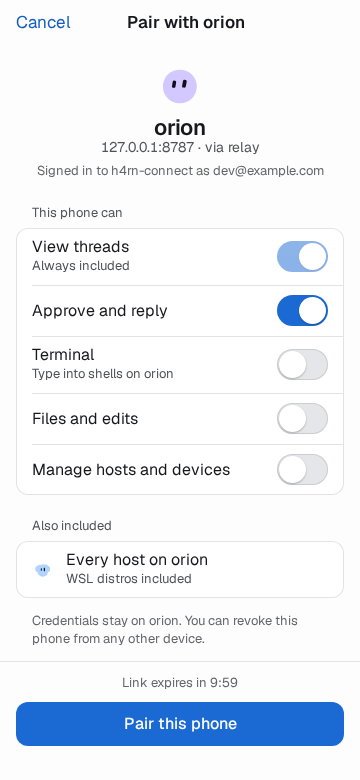 Cancel
Pair with orion
orion
127.0.0.1:8787 · via relay
Signed in to h4rn-connect as dev@example.com
This phone can
View threads
Always included
Approve and reply
Terminal
Type into shells on orion
Files and edits
Manage hosts and devices
Also included
Every host on orion
WSL distros included
Credentials stay on orion. You can revoke this
phone from any other device.
Link expires in 9:59
Pair this phone